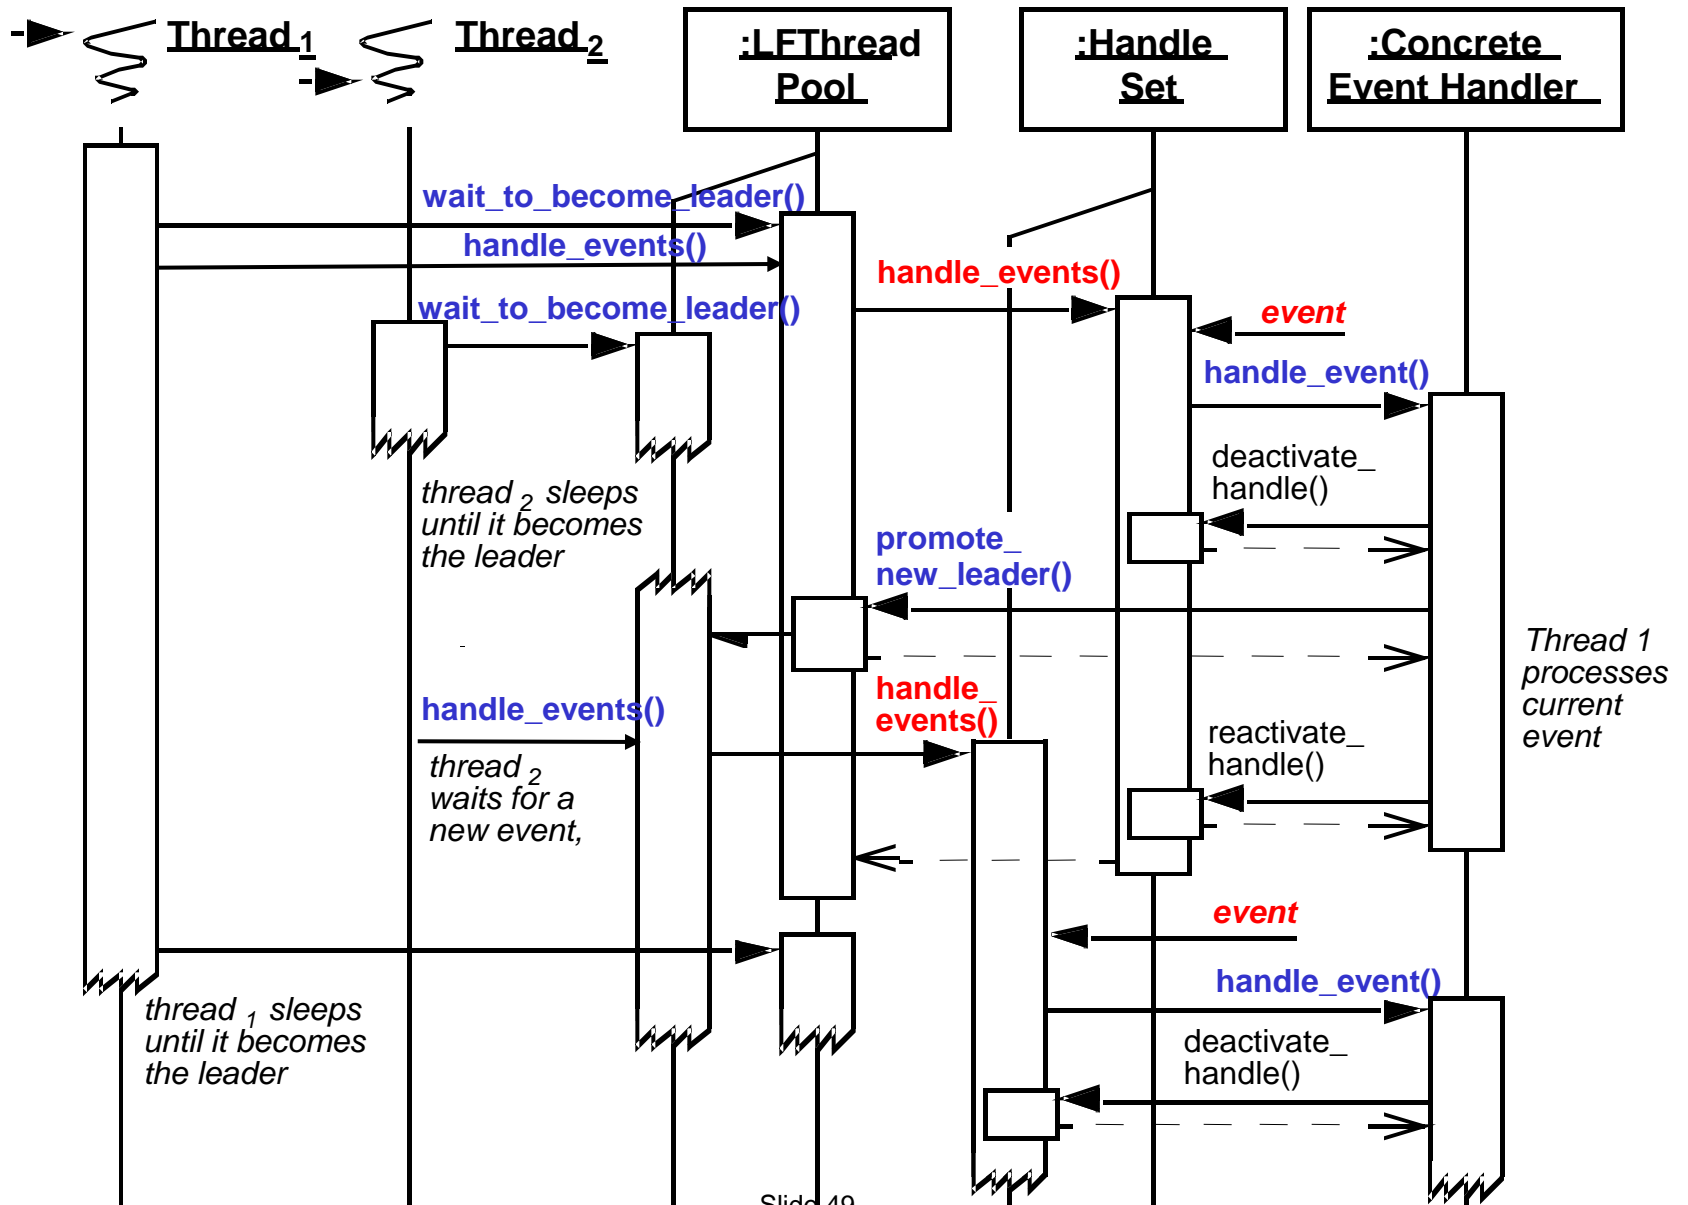 Thread 1
Thread 2
:LFThread
Pool
:Handle
Set
:Concrete
Event Handler
wait_to_become_leader()
handle_events()
handle_events()
wait_to_become_leader()
event
handle_event()
deactivate_
handle()
thread 2 sleeps
until it becomes
the leader
promote_
new_leader()
Thread 1
processes
current
event
handle_
events()
handle_events()
reactivate_
handle()
thread 2
waits for a
new event,
event
handle_event()
thread 1 sleeps
until it becomes
the leader
deactivate_
handle()
Slide 49